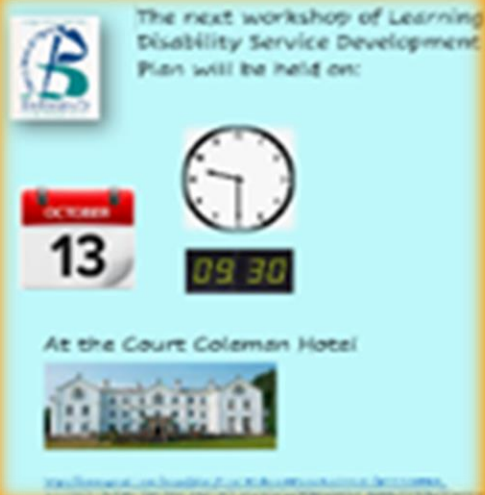 The next workshop of Learning
Disability Service Development
Plan will be held on:
OCTOBER
13
09 30
At the Court Coleman Hotel